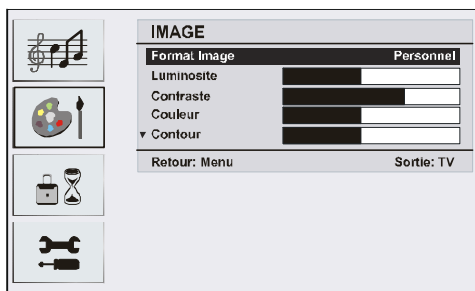 IMAGE
Format Image Personnel
Luminosite
Contraste
Couleur
▼ Contour
Retour: Menu Sortie: TV